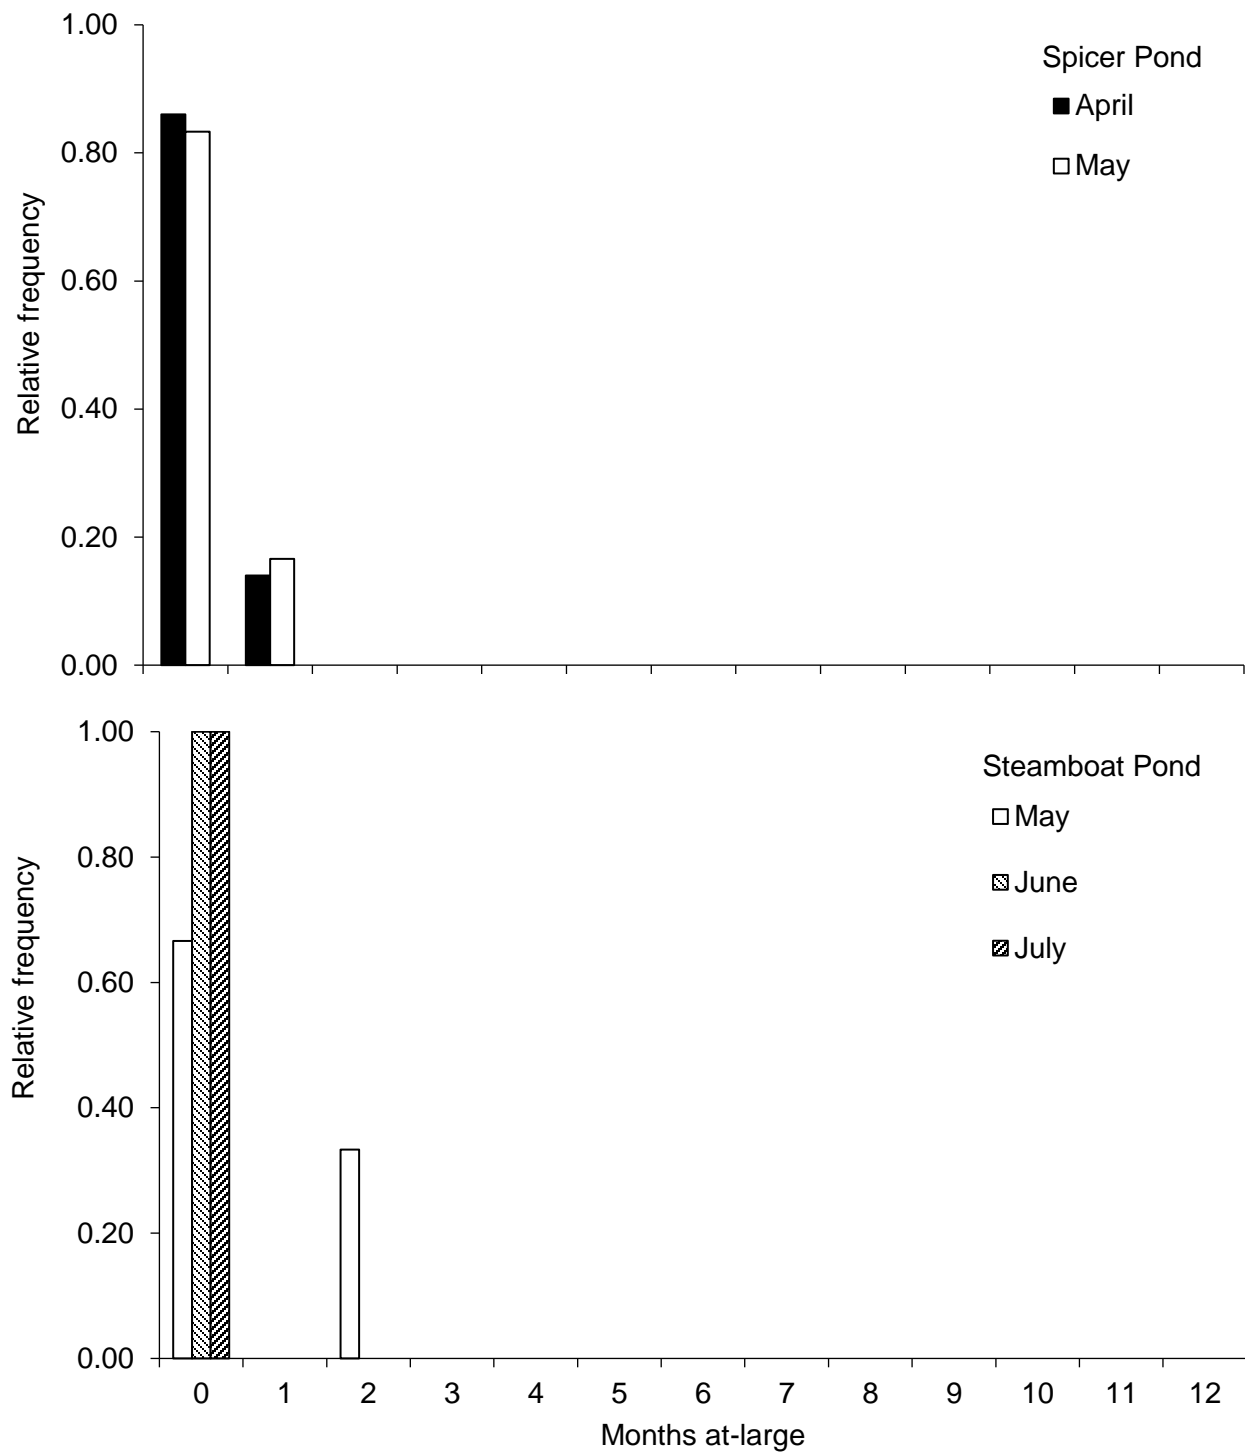 1.00
0.80
0.60
0.40
0.20
0.00
Relative frequency
Spicer Pond
April
May
1.00
0.80
0.60
0.40
0.20
0.00
Relative frequency
Steamboat Pond
May
June
July
0 1 2 3 4 5 6 7 8 9 10 11 12
Months at-large